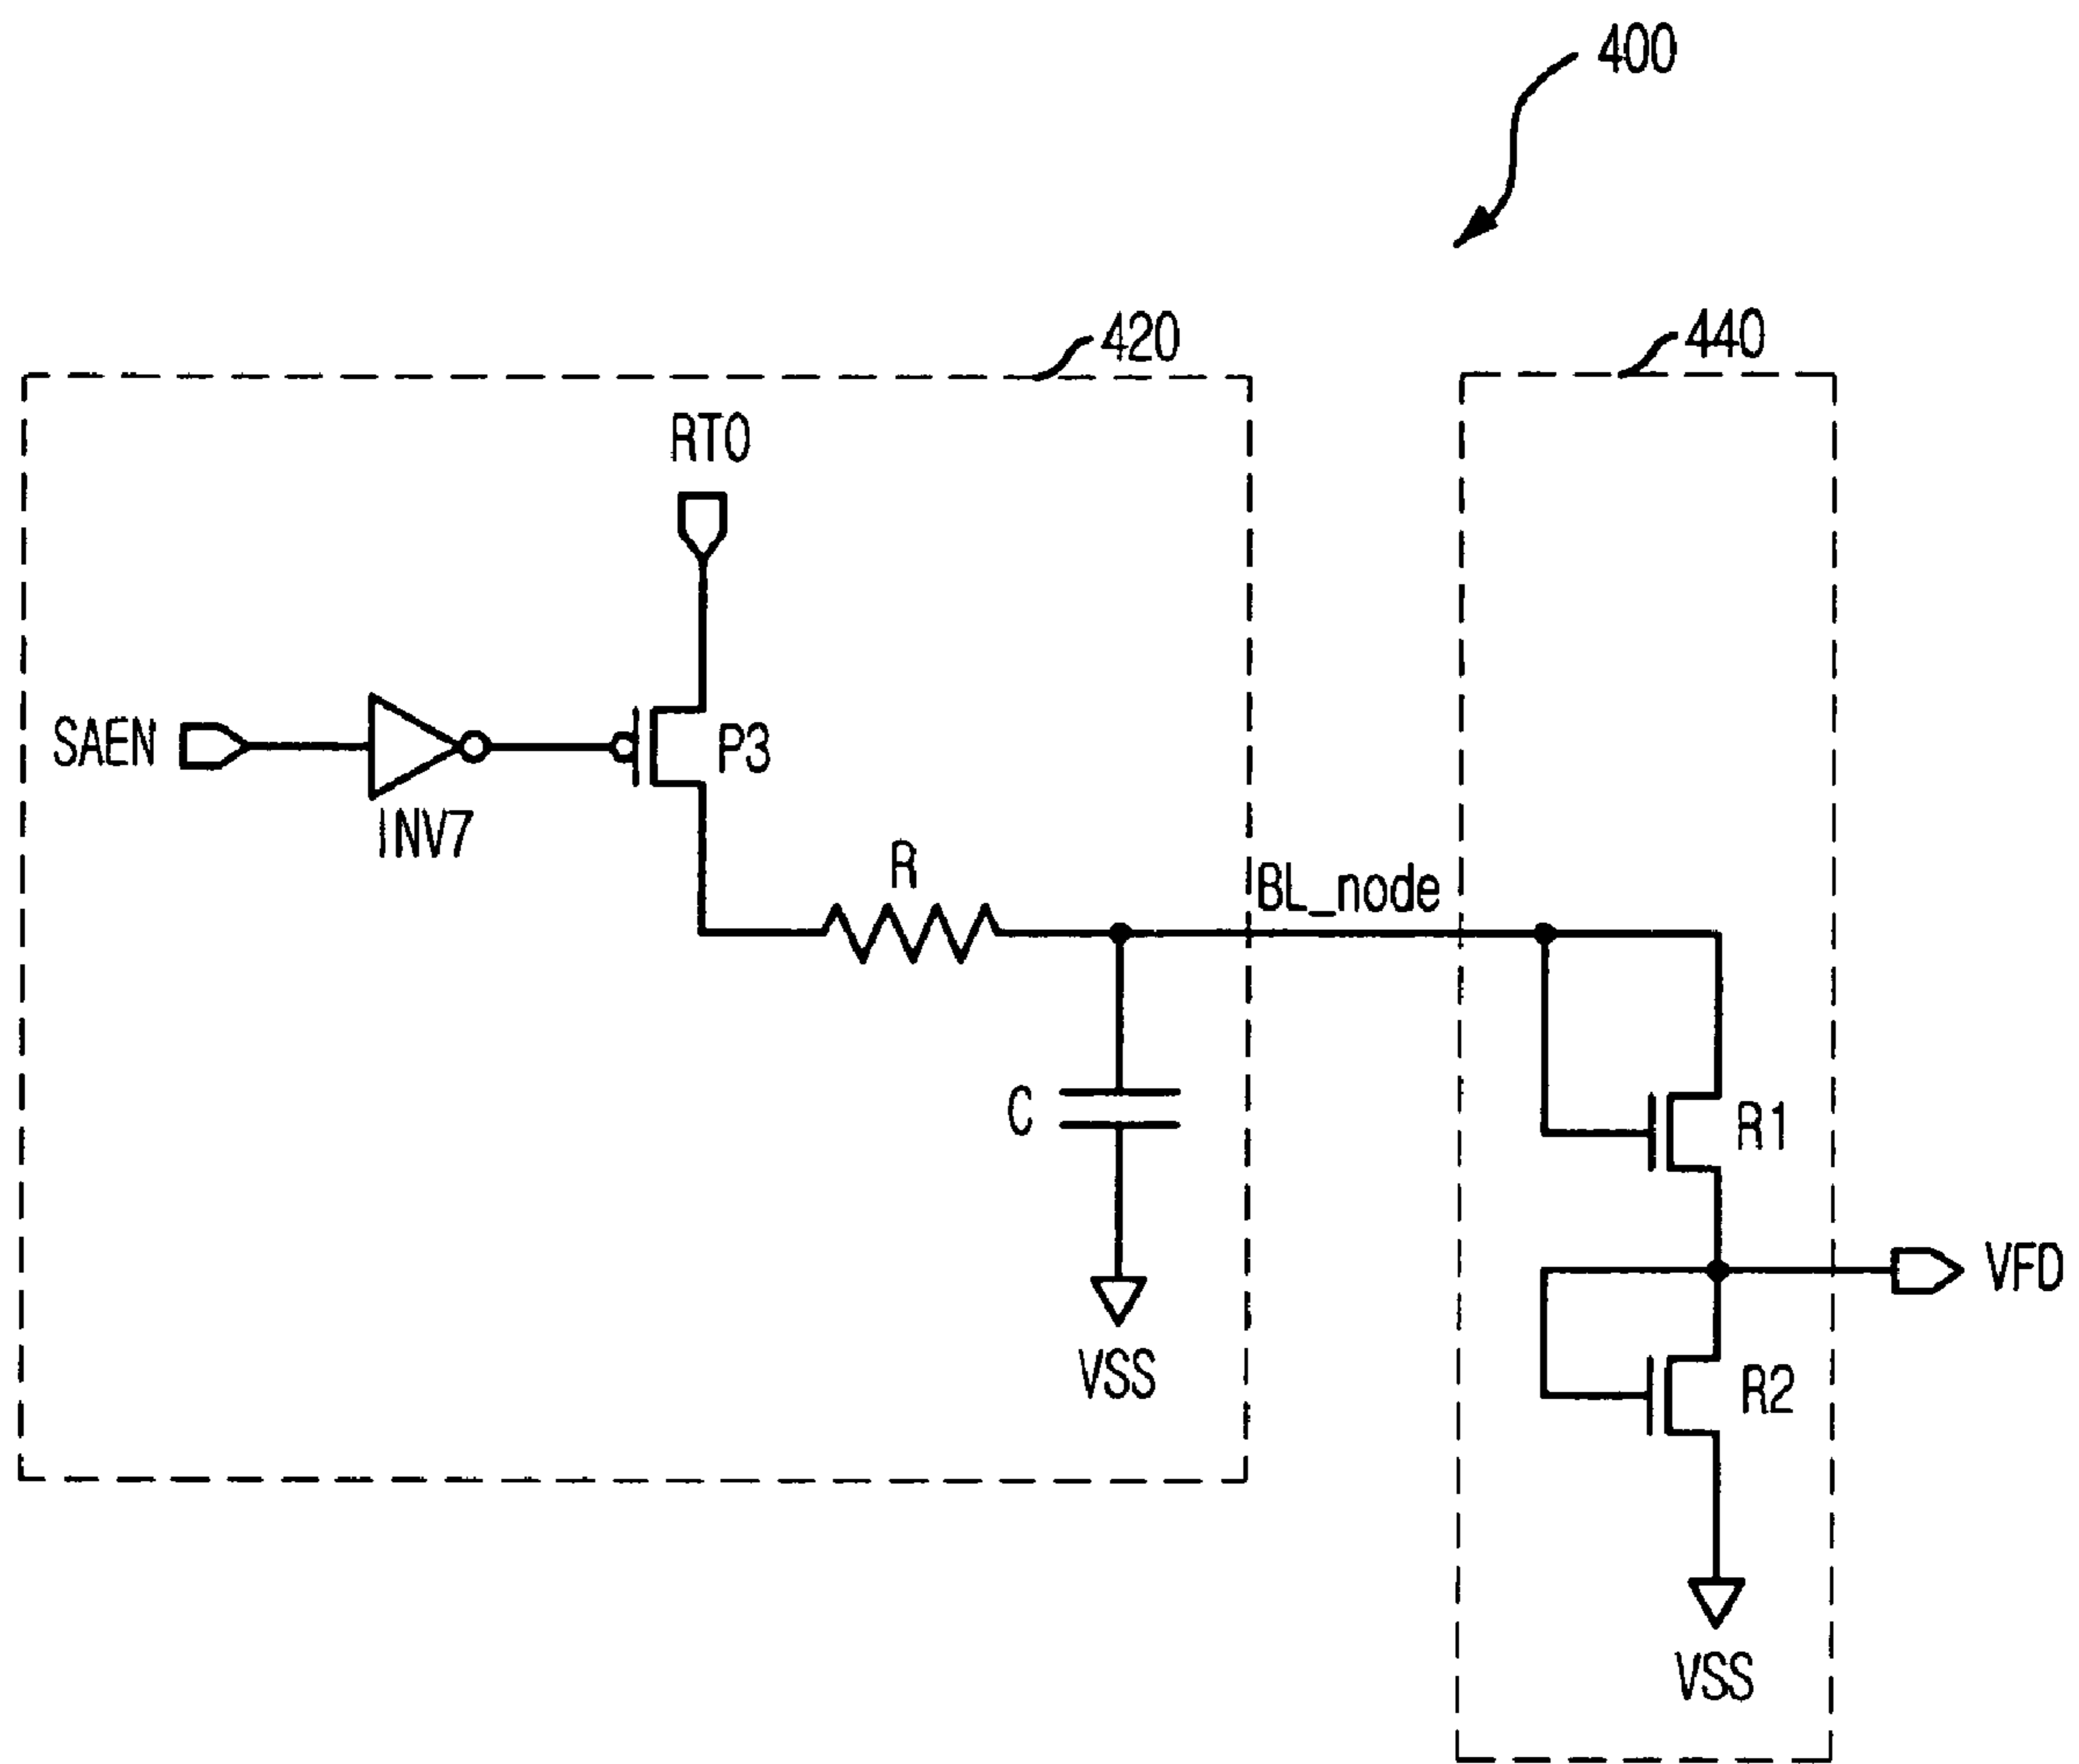 400
420
440
RTO
SAEN
P3
INV7
R
BL_node
C
R1
VFD
VSS
R2
VSS